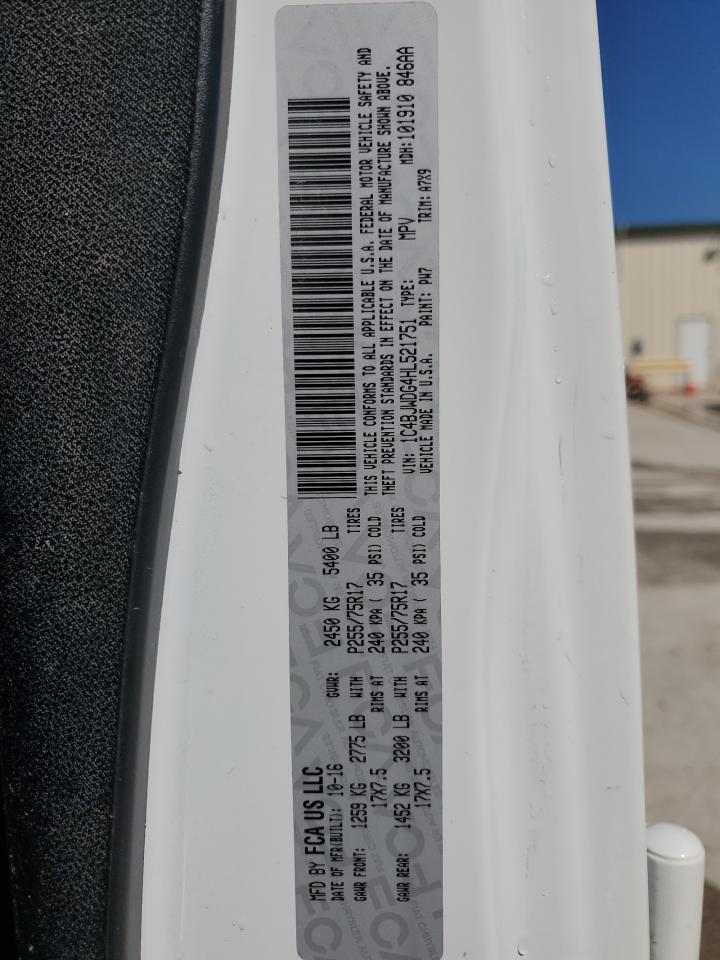 MFD BY FCA US LLC
DATE OF MFR(BUILT): 10-16 GVWR: 2450 KG 5400 LB
GAWR FRONT: 1259 KG 2775 LB WITH P255/75R17 TIRES
17X7.5 RIMS AT 240 KPA ( 35 PSI) COLD
GAWR REAR: 1452 KG 3200 LB WITH P255/75R17 TIRES
17X7.5 RIMS AT 240 KPA ( 35 PSI) COLD
THIS VEHICLE CONFORMS TO ALL APPLICABLE U.S.A. FEDERAL MOTOR VEHICLE SAFETY AND
THEFT PREVENTION STANDARDS IN EFFECT ON THE DATE OF MANUFACTURE SHOWN ABOVE.
VIN: 1C4BJWDG4HL521751 TYPE: MPV MDH:101910 846AA
VEHICLE MADE IN U.S.A. PAINT: PW7 TRIM: A7X9